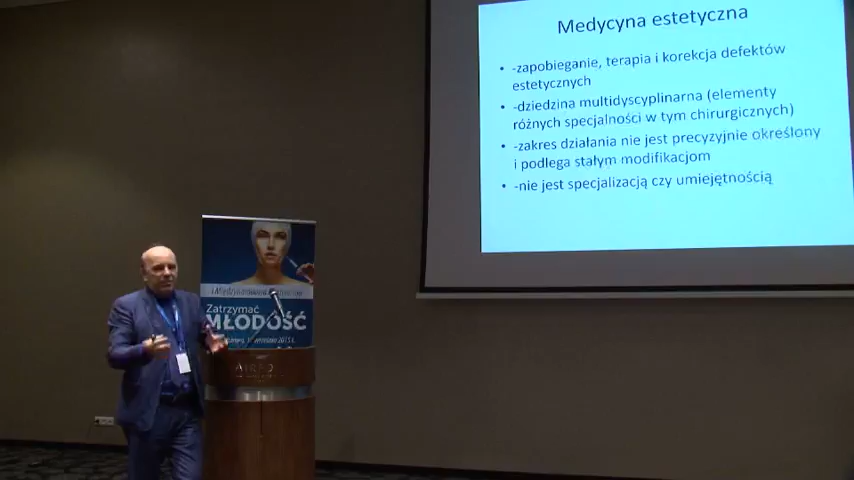 Medycyna estetyczna
• -zapobieganie, terapia i korekcja defektów
estetycznych
• -dziedzina multidyscyplinarna (elementy
różnych specjalności w tym chirurgicznych)
• -zakres działania nie jest precyzyjnie określony
i podlega stałym modyfikacjom
• -nie jest specjalizacją czy umiejętnością
Zatrzymać
MŁODOŚĆ